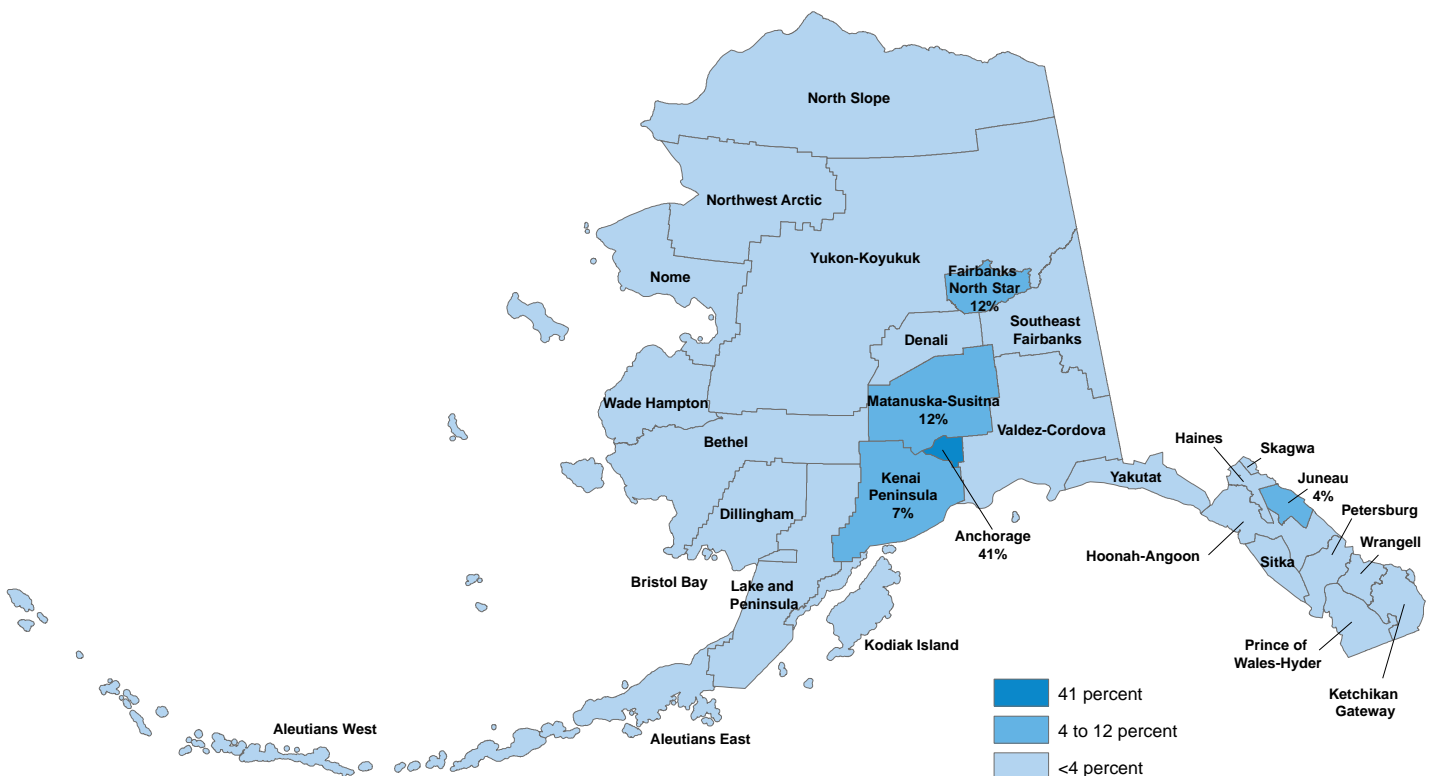 North Slope
Northwest Arctic
Yukon-Koyukuk
Nome
Fairbanks
North Star
12%
Southeast
Fairbanks
Denali
Matanuska-Susitna
12%
Wade Hampton
Bethel
Valdez-Cordova
Haines
Skagwa
Juneau
4%
Yakutat
Kenai
Peninsula
7%
Dillingham
Petersburg
Anchorage
41%
Wrangell
Hoonah-Angoon
Sitka
Bristol Bay
Lake and
Peninsula
Kodiak Island
Prince of
Wales-Hyder
Ketchikan
Gateway
Aleutians West
Aleutians East
41 percent
4 to 12 percent
<4 percent